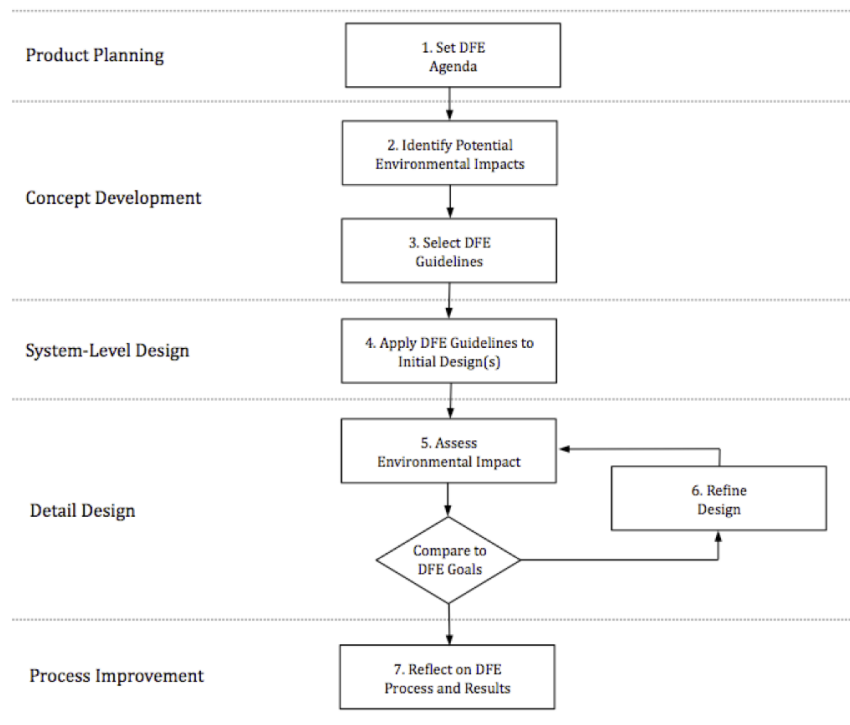 Product Planning
1. Set DFE
Agenda
2. Identify Potential
Environmental Impacts
Concept Development
3. Select DFE
Guidelines
System-Level Design
4. Apply DFE Guidelines to
Initial Design(s)
5. Assess
Environmental Impact
6. Refine
Design
Detail Design
Compare to
DFE Goals
Process Improvement
7. Reflect on DFE
Process and Results